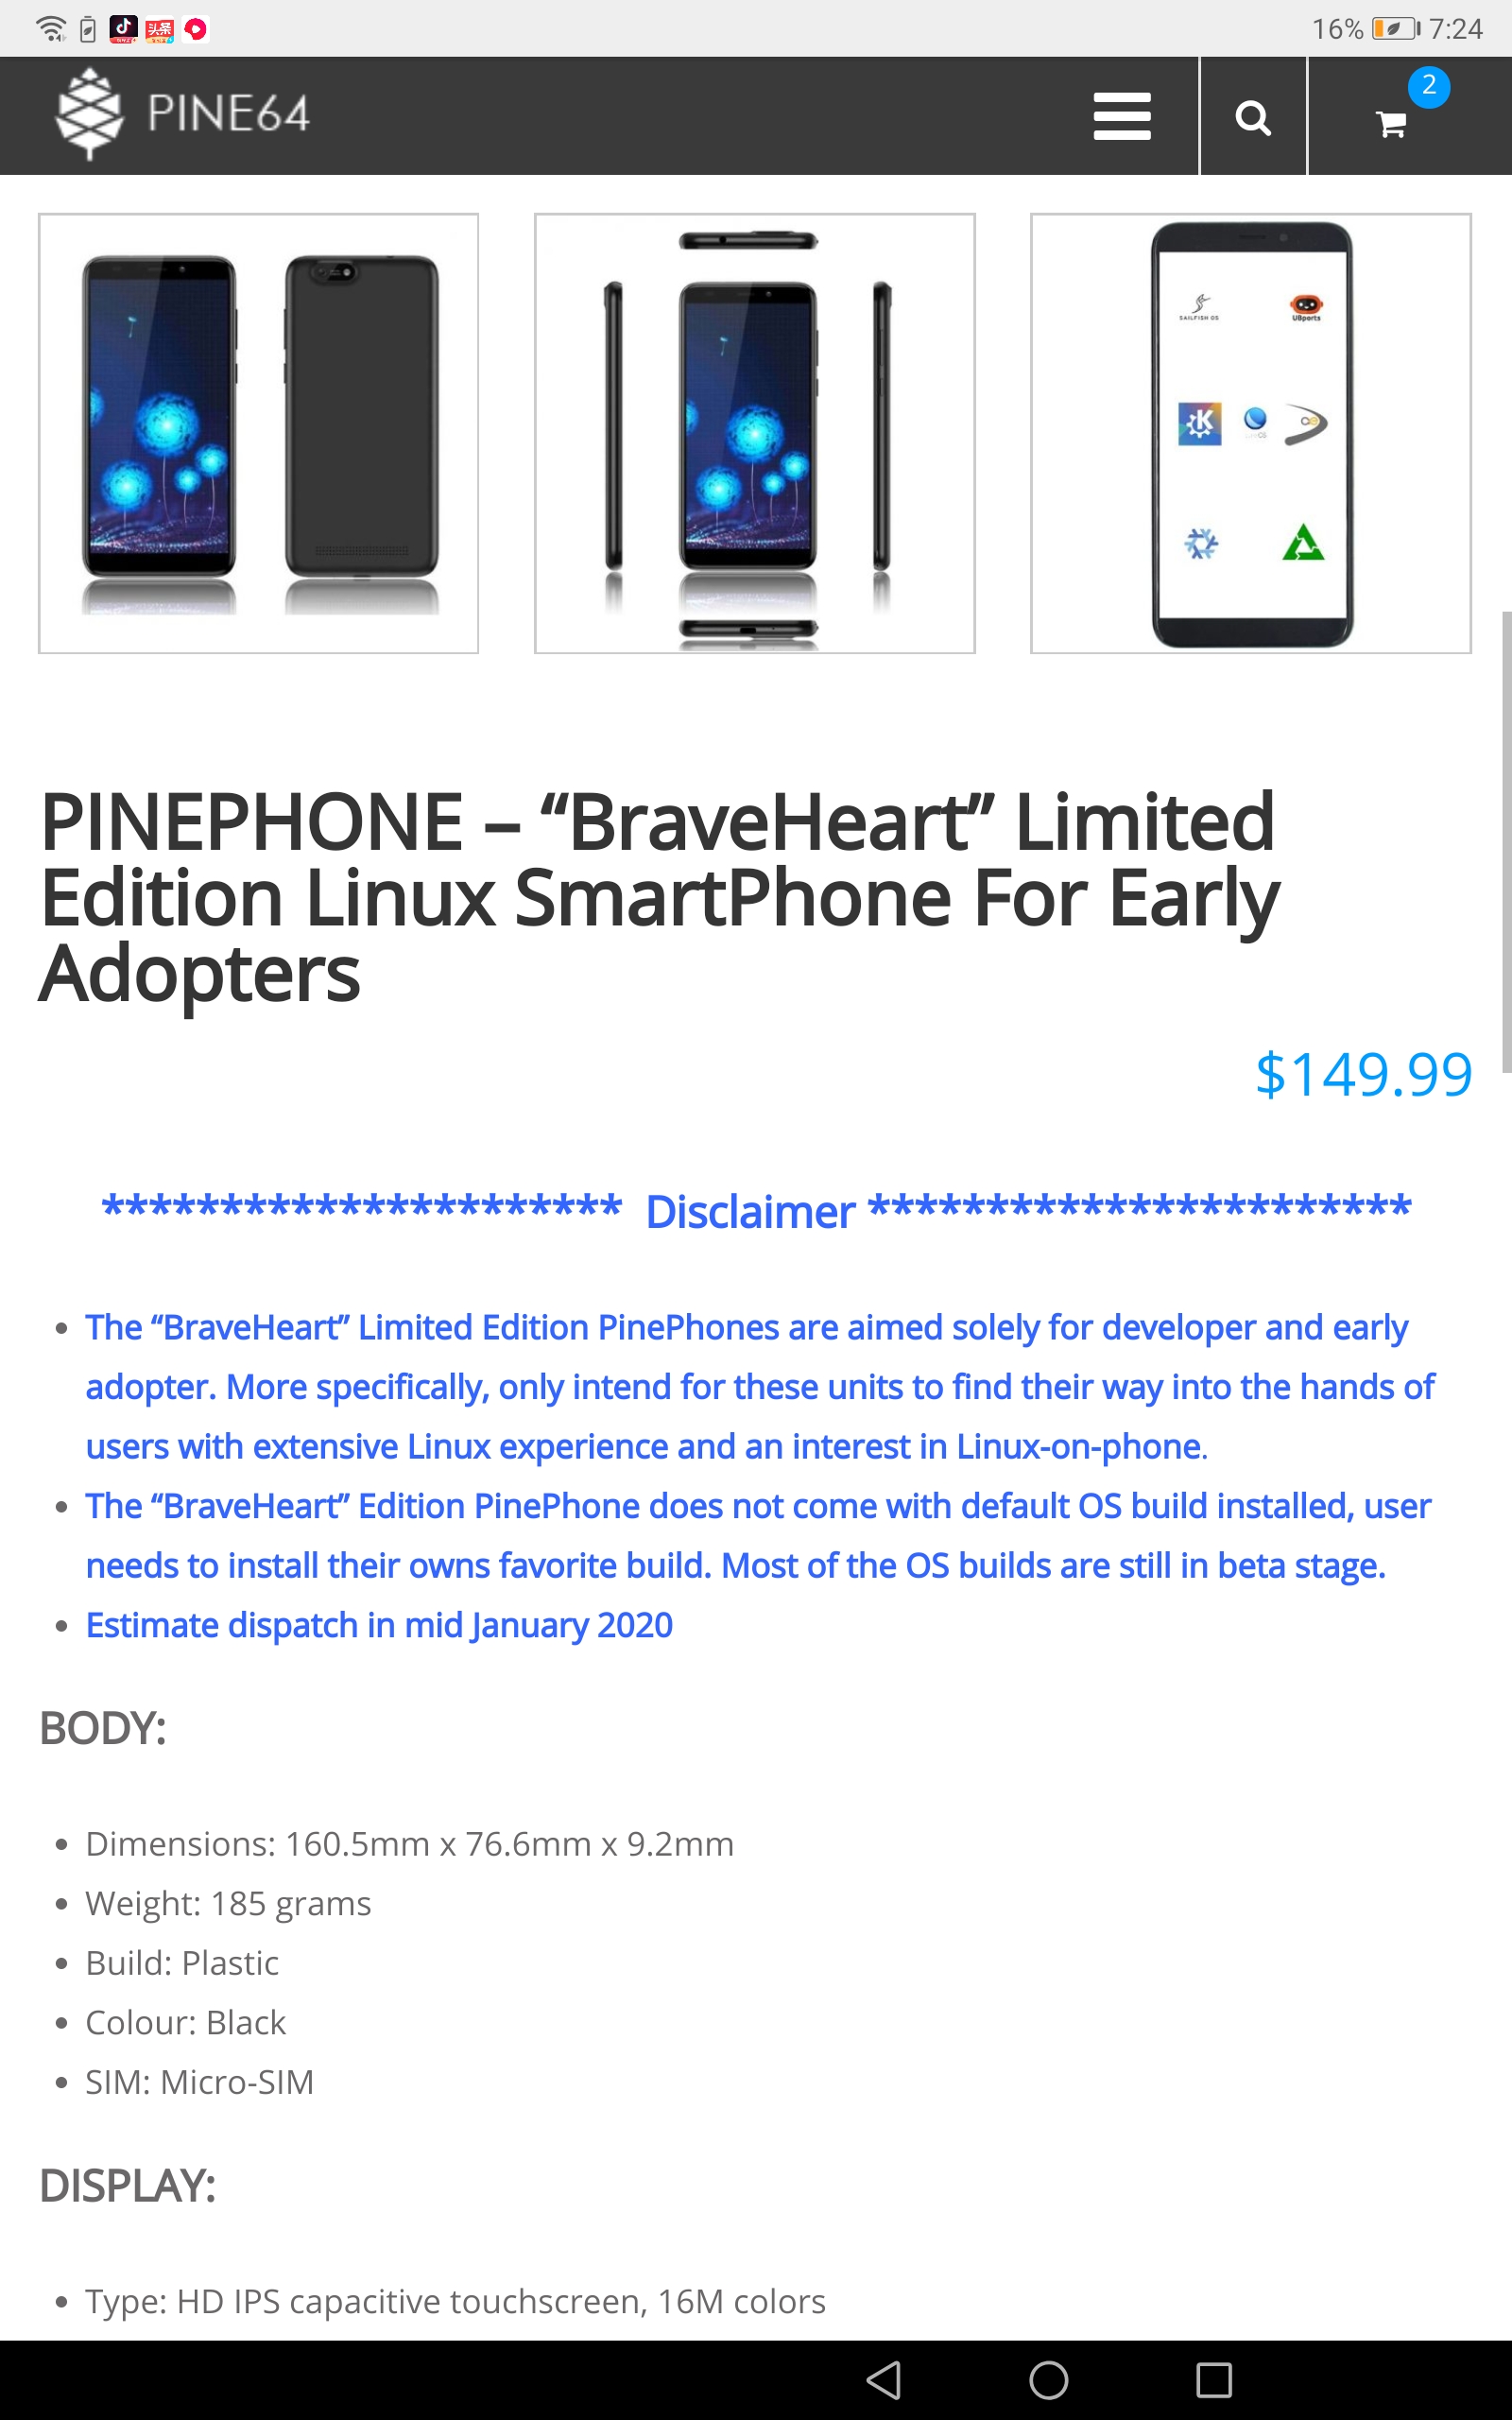 16% 7:24
PINE64
2
SAILFISH OS
UBports
PINEPHONE – “BraveHeart” Limited
Edition Linux SmartPhone For Early
Adopters
$149.99
********************** Disclaimer ***********************
The “BraveHeart” Limited Edition PinePhones are aimed solely for developer and early
adopter. More specifically, only intend for these units to find their way into the hands of
users with extensive Linux experience and an interest in Linux-on-phone.
The “BraveHeart” Edition PinePhone does not come with default OS build installed, user
needs to install their owns favorite build. Most of the OS builds are still in beta stage.
Estimate dispatch in mid January 2020
BODY:
Dimensions: 160.5mm x 76.6mm x 9.2mm
Weight: 185 grams
Build: Plastic
Colour: Black
SIM: Micro-SIM
DISPLAY:
Type: HD IPS capacitive touchscreen, 16M colors